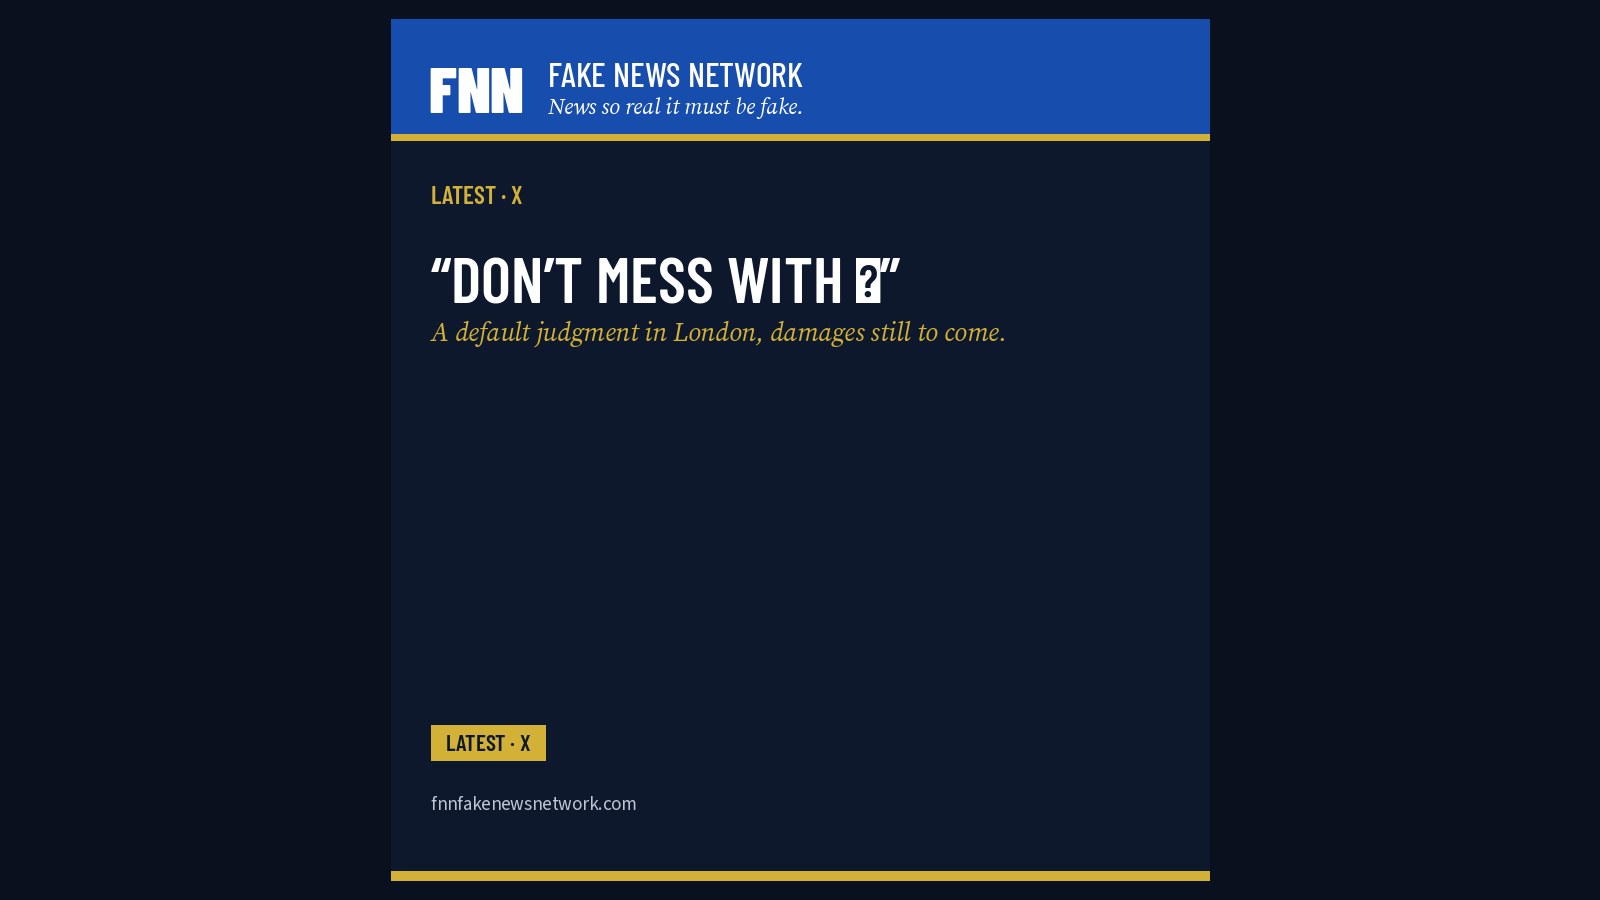 FNN
FAKE NEWS NETWORK
News so real it must be fake.
LATEST · X
“DON’T MESS WITH �”
A default judgment in London, damages still to come.
LATEST · X
fnnfakenewsnetwork.com